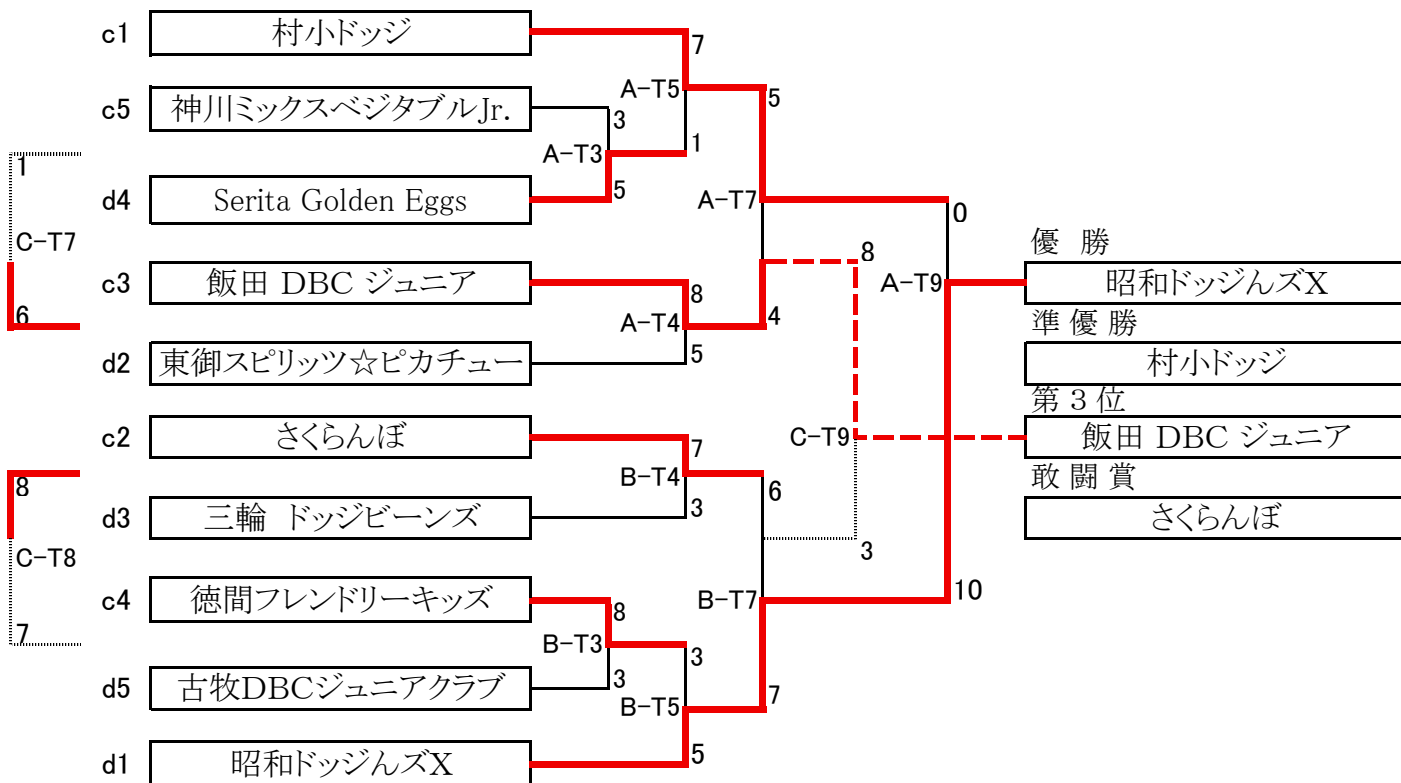 c1 村小ドッジ
7
A-T5 5
c5 神川ミックスベジタブルJr.
3
1
A-T3
1
d4 Serita Golden Eggs
5
A-T7
0
C-T7
優 勝
8
c3 飯田 DBC ジュニア
8
A-T9
昭和ドッジんズX
6
A-T4
4
準 優 勝
d2 東御スピリッツ☆ピカチュー
5
村小ドッジ
第 3 位
c2 さくらんぼ
7
C-T9
飯田 DBC ジュニア
8
B-T4
6
敢 闘 賞
d3 三輪 ドッジビーンズ
3
さくらんぼ
C-T8
3
c4 徳間フレンドリーキッズ
8
B-T7
10
7
B-T3
3
d5 古牧DBCジュニアクラブ
3
B-T5
7
d1 昭和ドッジんズX
5